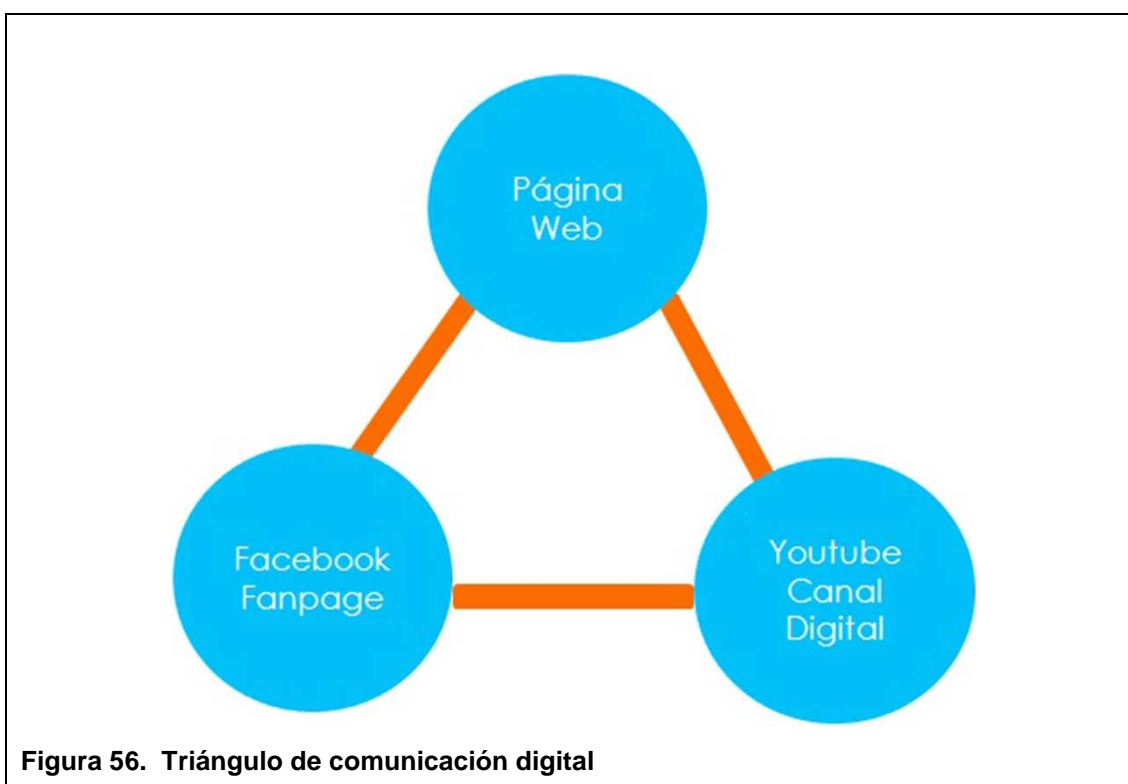 Página
Web
Facebook
Fanpage
Youtube
Canal
Digital
Figura 56. Triángulo de comunicación digital